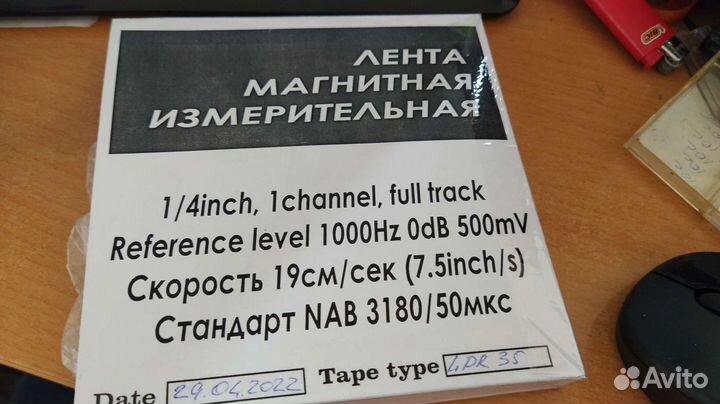 ЛЕНТА
МАГНИТНАЯ
ИЗМЕРИТЕЛЬНАЯ
1/4inch, 1channel, full track
Reference level 1000Hz 0dB 500mV
Скорость 19см/сек (7.5inch/s)
Стандарт NAB 3180/50мкс
Date 29.04.2022 Tape type LPR 35
BIC
Avito